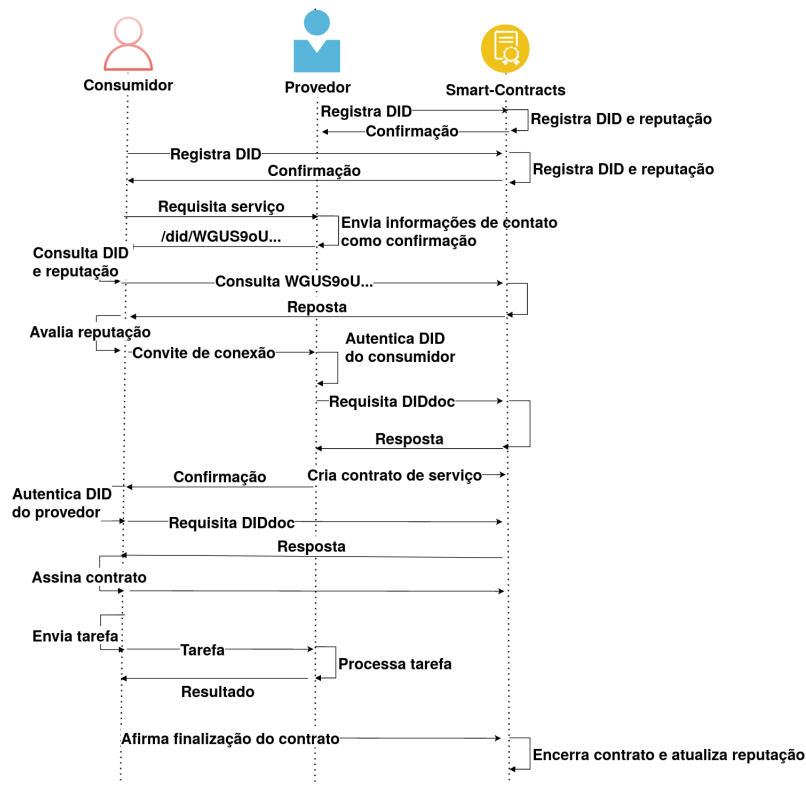 Consumidor
Provedor
Smart-Contracts
Registra DID
Registra DID e reputação
Confirmação
Registra DID
Registra DID e reputação
Confirmação
Requisita serviço
Envia informações de contato
como confirmação
/did/WGUS9oU...
Consulta DID
e reputação
Consulta WGUS9oU...
Reposta
Avalia reputação
Convite de conexão
Autentica DID
do consumidor
Requisita DIDdoc
Resposta
Confirmação
Cria contrato de serviço
Autentica DID
do provedor
Requisita DIDdoc
Resposta
Assina contrato
Envia tarefa
Tarefa
Processa tarefa
Resultado
Afirma finalização do contrato
Encerra contrato e atualiza reputação